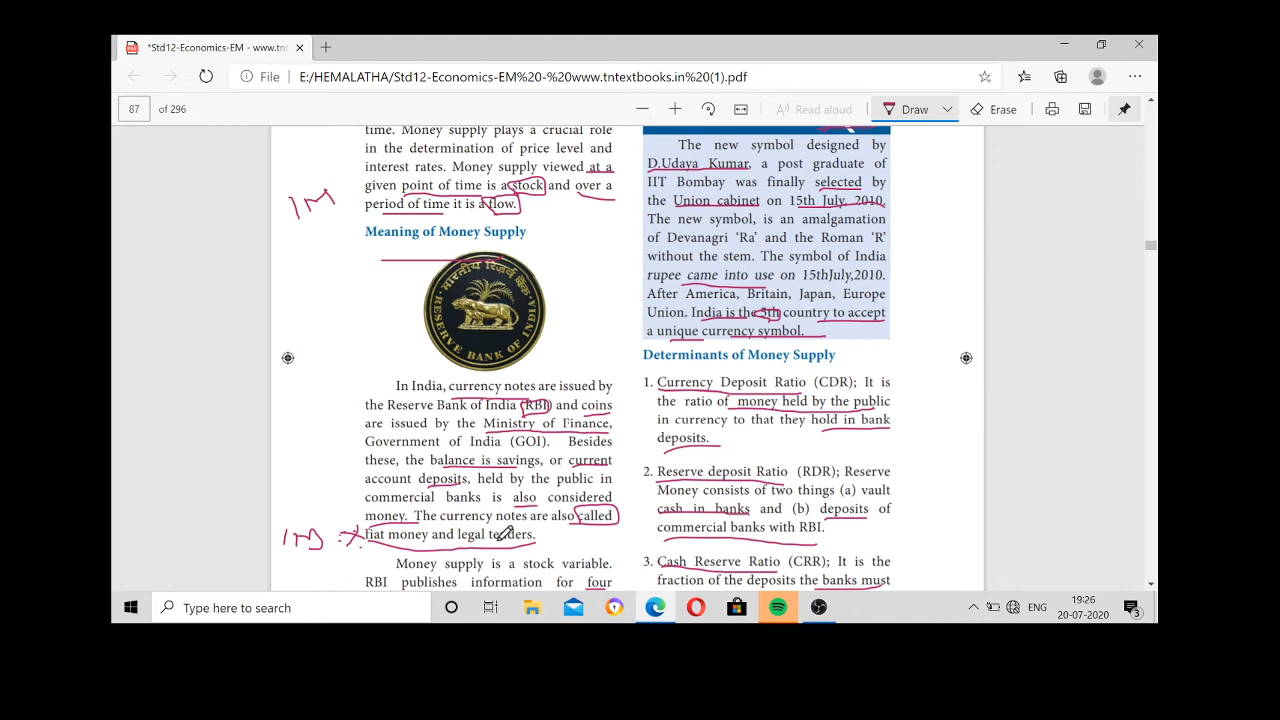 *Std12-Economics-EM - www.tnt
File E:/HEMALATHA/Std12-Economics-EM%20-%20www.tntextbooks.in%20(1).pdf
87 of 296
Read aloud
Draw
Erase
time. Money supply plays a crucial role
in the determination of price level and
interest rates. Money supply viewed at a
given point of time is a stock and over a
period of time it is a flow.
1M
Meaning of Money Supply
भारतीय रिज़र्व बैंक
RESERVE BANK OF INDIA
In India, currency notes are issued by
the Reserve Bank of India (RBI) and coins
are issued by the Ministry of Finance,
Government of India (GOI). Besides
these, the balance is savings, or current
account deposits, held by the public in
commercial banks is also considered
money. The currency notes are also called
fiat money and legal tenders.
Money supply is a stock variable.
RBI publishes information for four
The new symbol designed by
D.Udaya Kumar, a post graduate of
IIT Bombay was finally selected by
the Union cabinet on 15th July, 2010.
The new symbol, is an amalgamation
of Devanagri ‘Ra’ and the Roman ‘R’
without the stem. The symbol of India
rupee came into use on 15thJuly,2010.
After America, Britain, Japan, Europe
Union. India is the 5th country to accept
a unique currency symbol.
Determinants of Money Supply
1. Currency Deposit Ratio (CDR); It is
the ratio of money held by the public
in currency to that they hold in bank
deposits.
2. Reserve deposit Ratio (RDR); Reserve
Money consists of two things (a) vault
cash in banks and (b) deposits of
commercial banks with RBI.
3. Cash Reserve Ratio (CRR); It is the
fraction of the deposits the banks must
Type here to search
ENG
19:26
20-07-2020
3